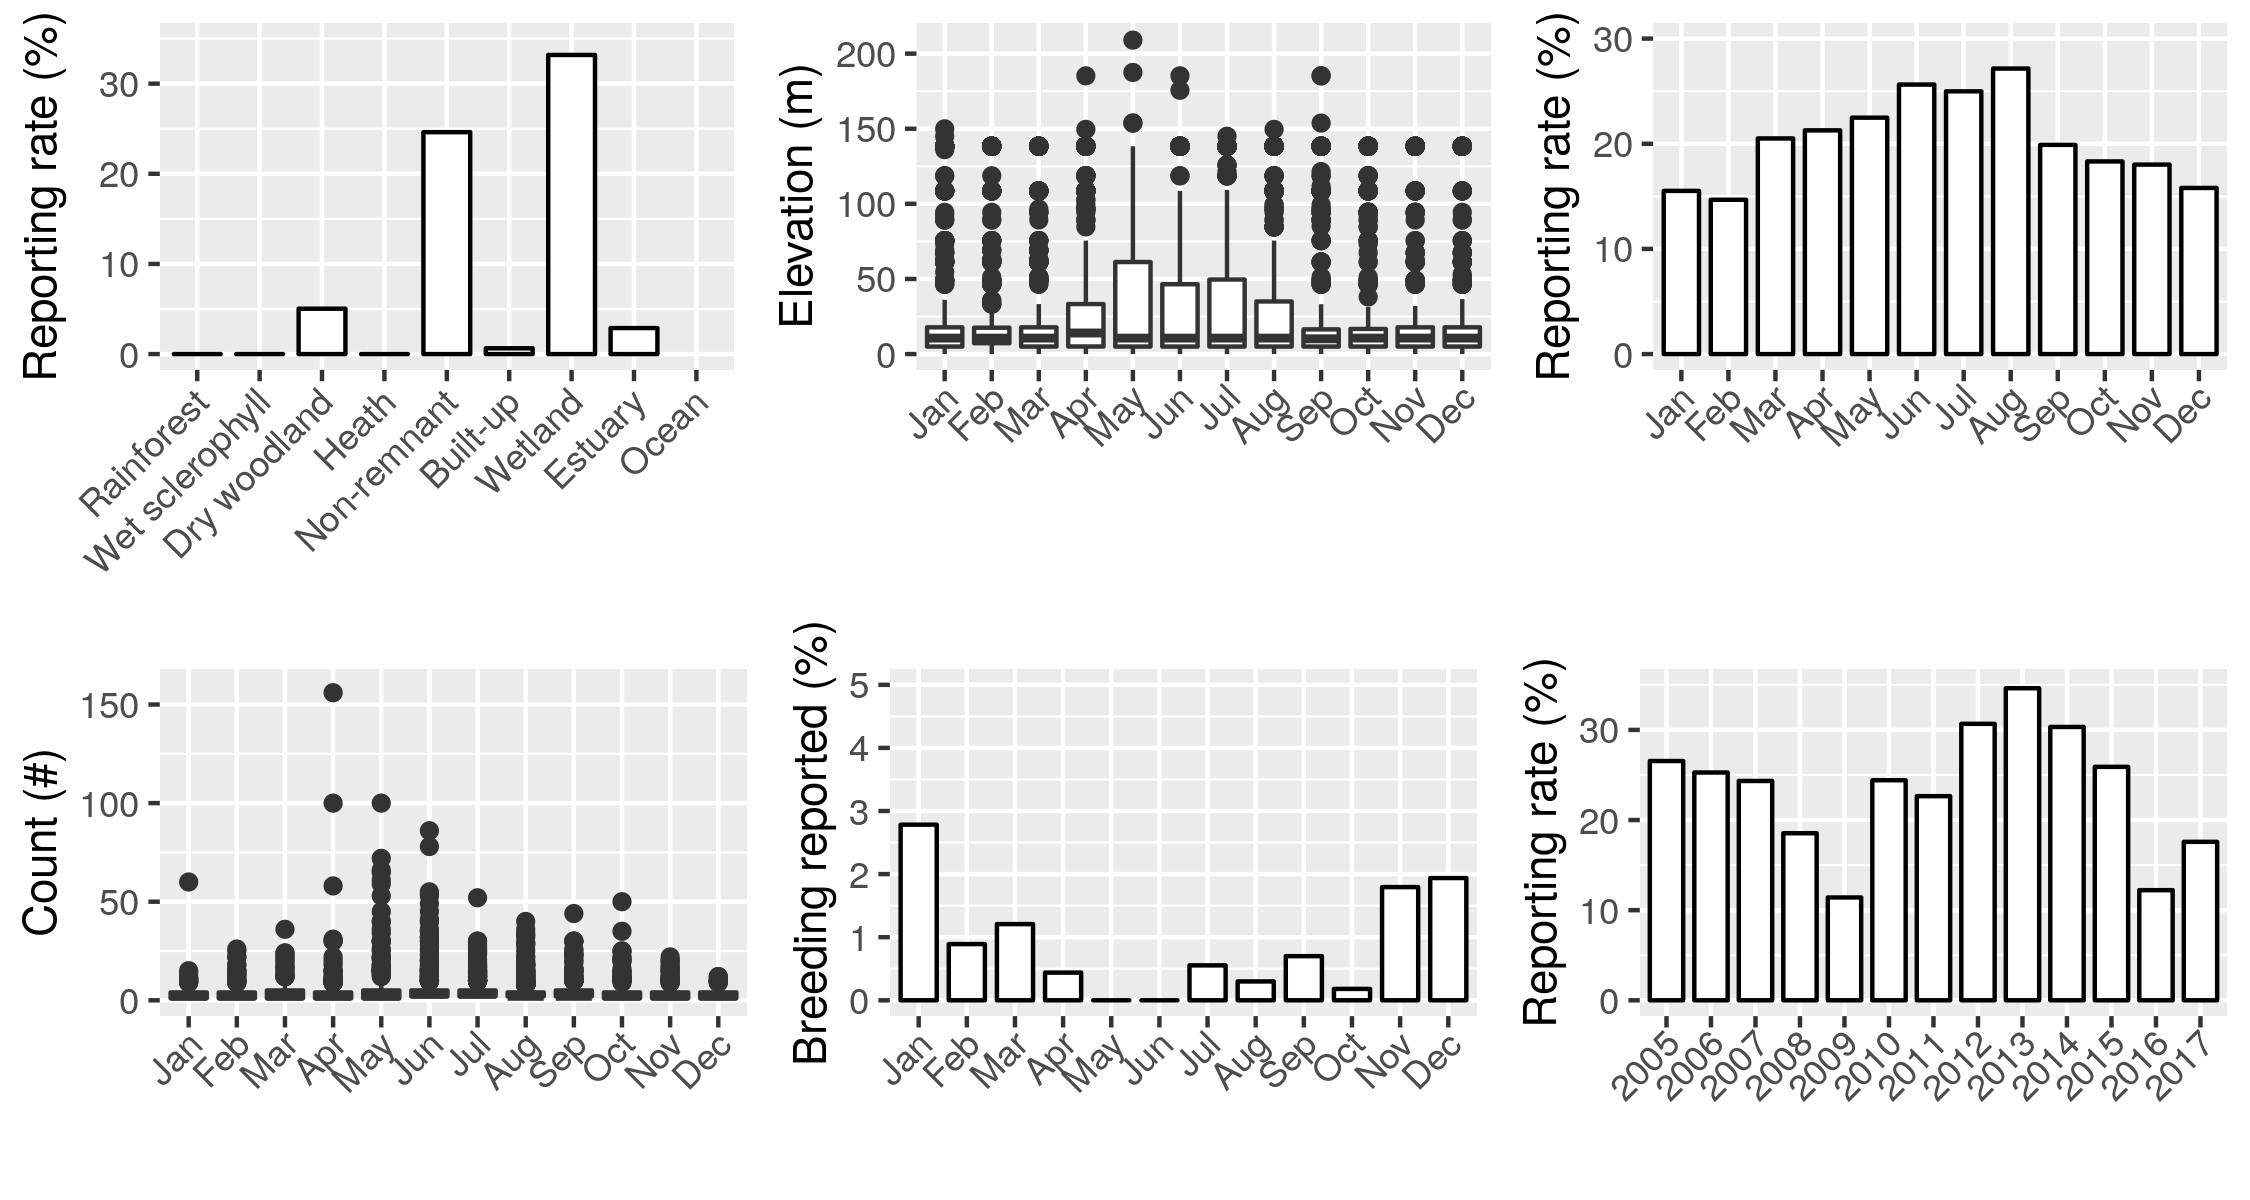 Reporting rate (%)
30
20
10
0
Rainforest
Wet sclerophyll
Dry woodland
Heath
Non-remnant
Built-up
Wetland
Estuary
Ocean
Elevation (m)
200
150
100
50
0
Jan
Feb
Mar
Apr
May
Jun
Jul
Aug
Sep
Oct
Nov
Dec
Reporting rate (%)
30
20
10
0
Jan
Feb
Mar
Apr
May
Jun
Jul
Aug
Sep
Oct
Nov
Dec
Count (#)
150
100
50
0
Jan
Feb
Mar
Apr
May
Jun
Jul
Aug
Sep
Oct
Nov
Dec
Breeding reported (%)
5
4
3
2
1
0
Jan
Feb
Mar
Apr
May
Jun
Jul
Aug
Sep
Oct
Nov
Dec
Reporting rate (%)
30
20
10
0
2005
2006
2007
2008
2009
2010
2011
2012
2013
2014
2015
2016
2017